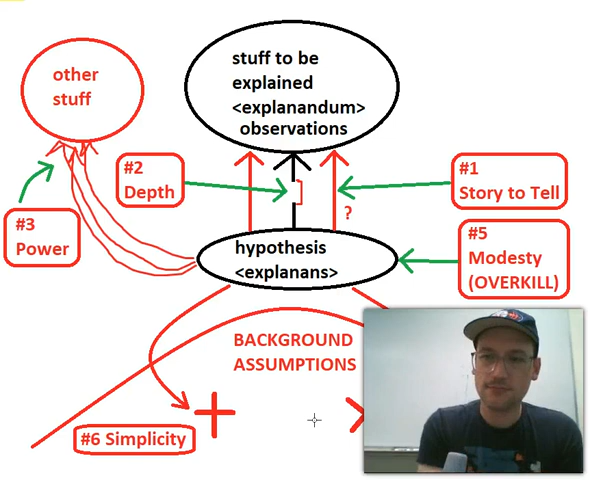 other
stuff
stuff to be
explained
<explanandum>
observations
#2
Depth
#1
Story to Tell
#3
Power
?
hypothesis
<explanans>
#5
Modesty
(OVERKILL)
BACKGROUND
ASSUMPTIONS
#6 Simplicity